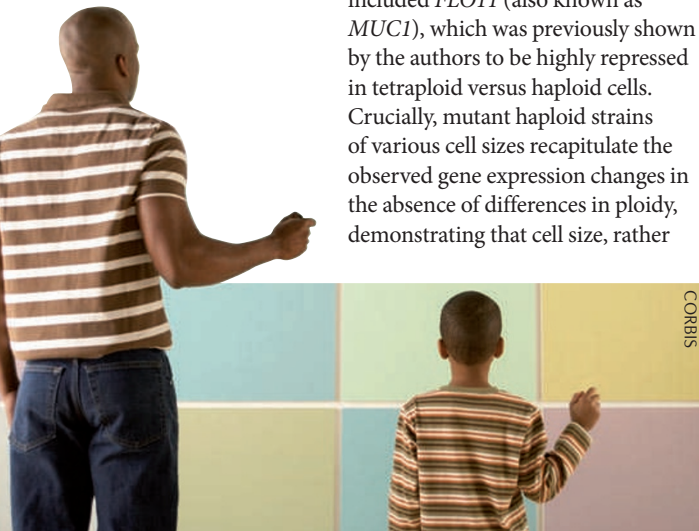 included FLO11 (also known as
MUC1), which was previously shown
by the authors to be highly repressed
in tetraploid versus haploid cells.
Crucially, mutant haploid strains
of various cell sizes recapitulate the
observed gene expression changes in
the absence of differences in ploidy,
demonstrating that cell size, rather
CORBIS